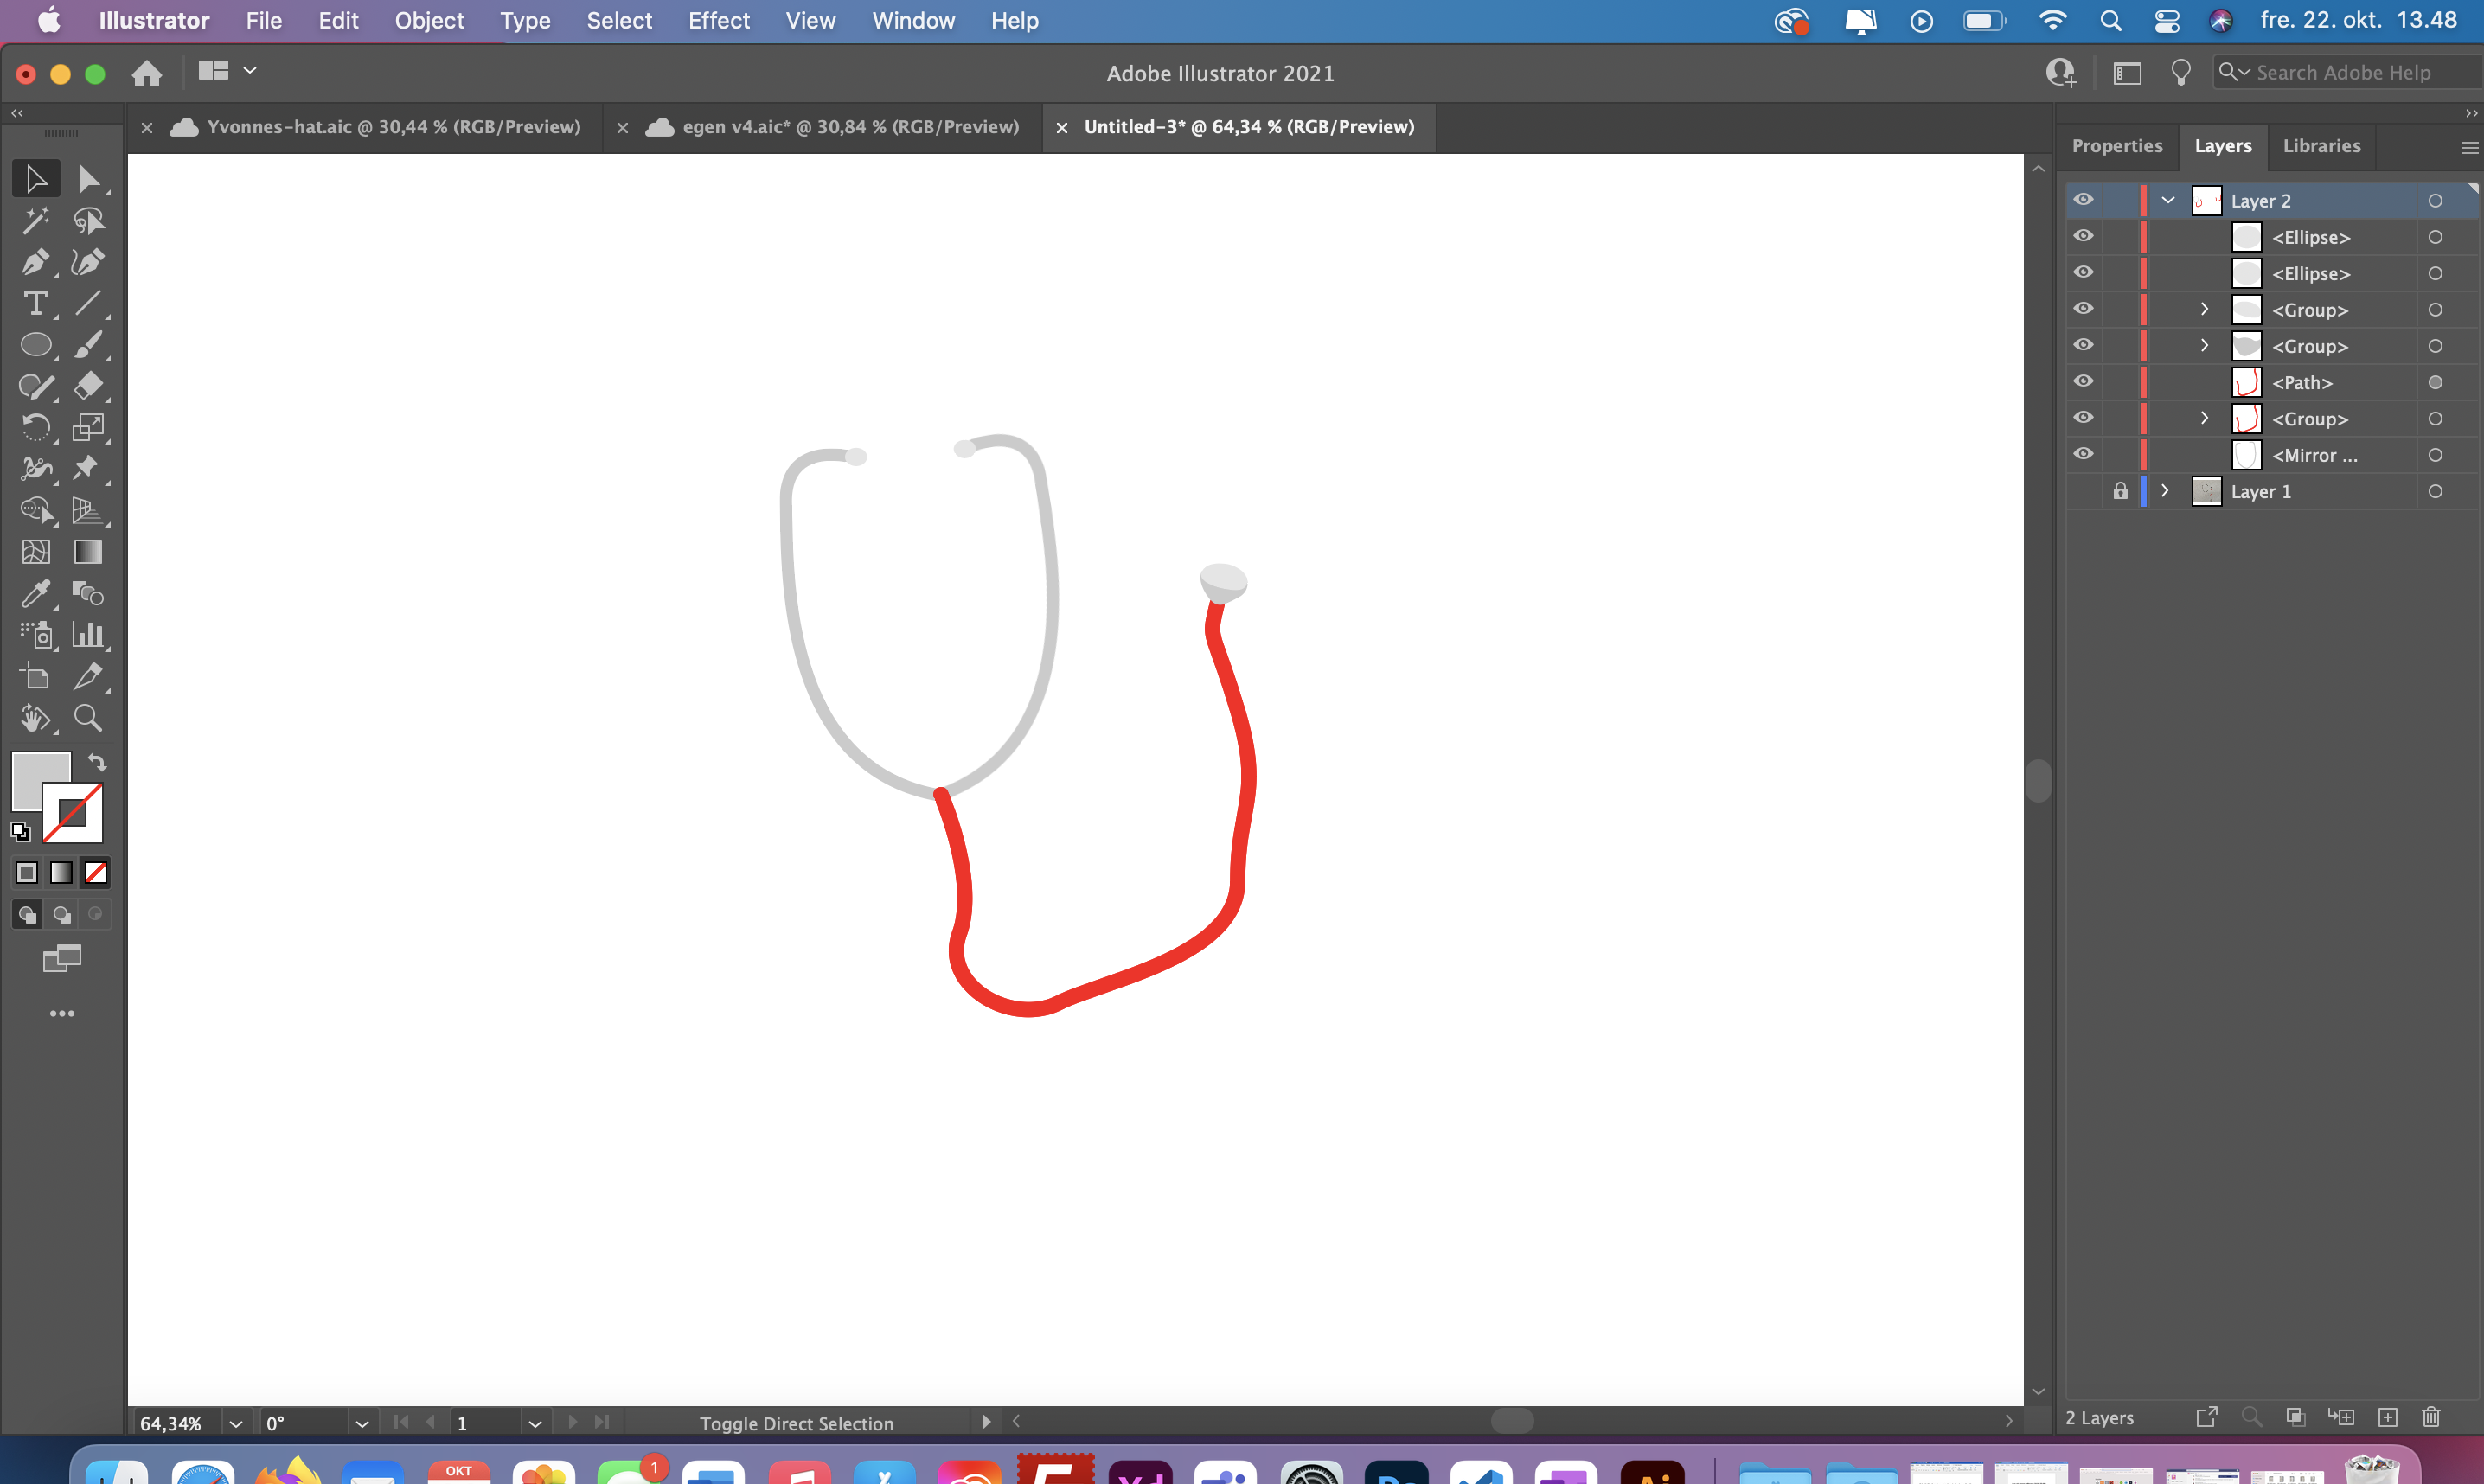 Illustrator File Edit Object Type Select Effect View Window Help fre. 22. okt. 13.48
Adobe Illustrator 2021
Search Adobe Help
Yvonnes-hat.aic @ 30,44 % (RGB/Preview)
egen v4.aic* @ 30,84 % (RGB/Preview)
Untitled-3* @ 64,34 % (RGB/Preview)
Properties Layers Libraries
Layer 2
<Ellipse>
<Ellipse>
<Group>
<Group>
<Path>
<Group>
<Mirror ...
Layer 1
64,34% 0° 1 Toggle Direct Selection
2 Layers
OKT
1